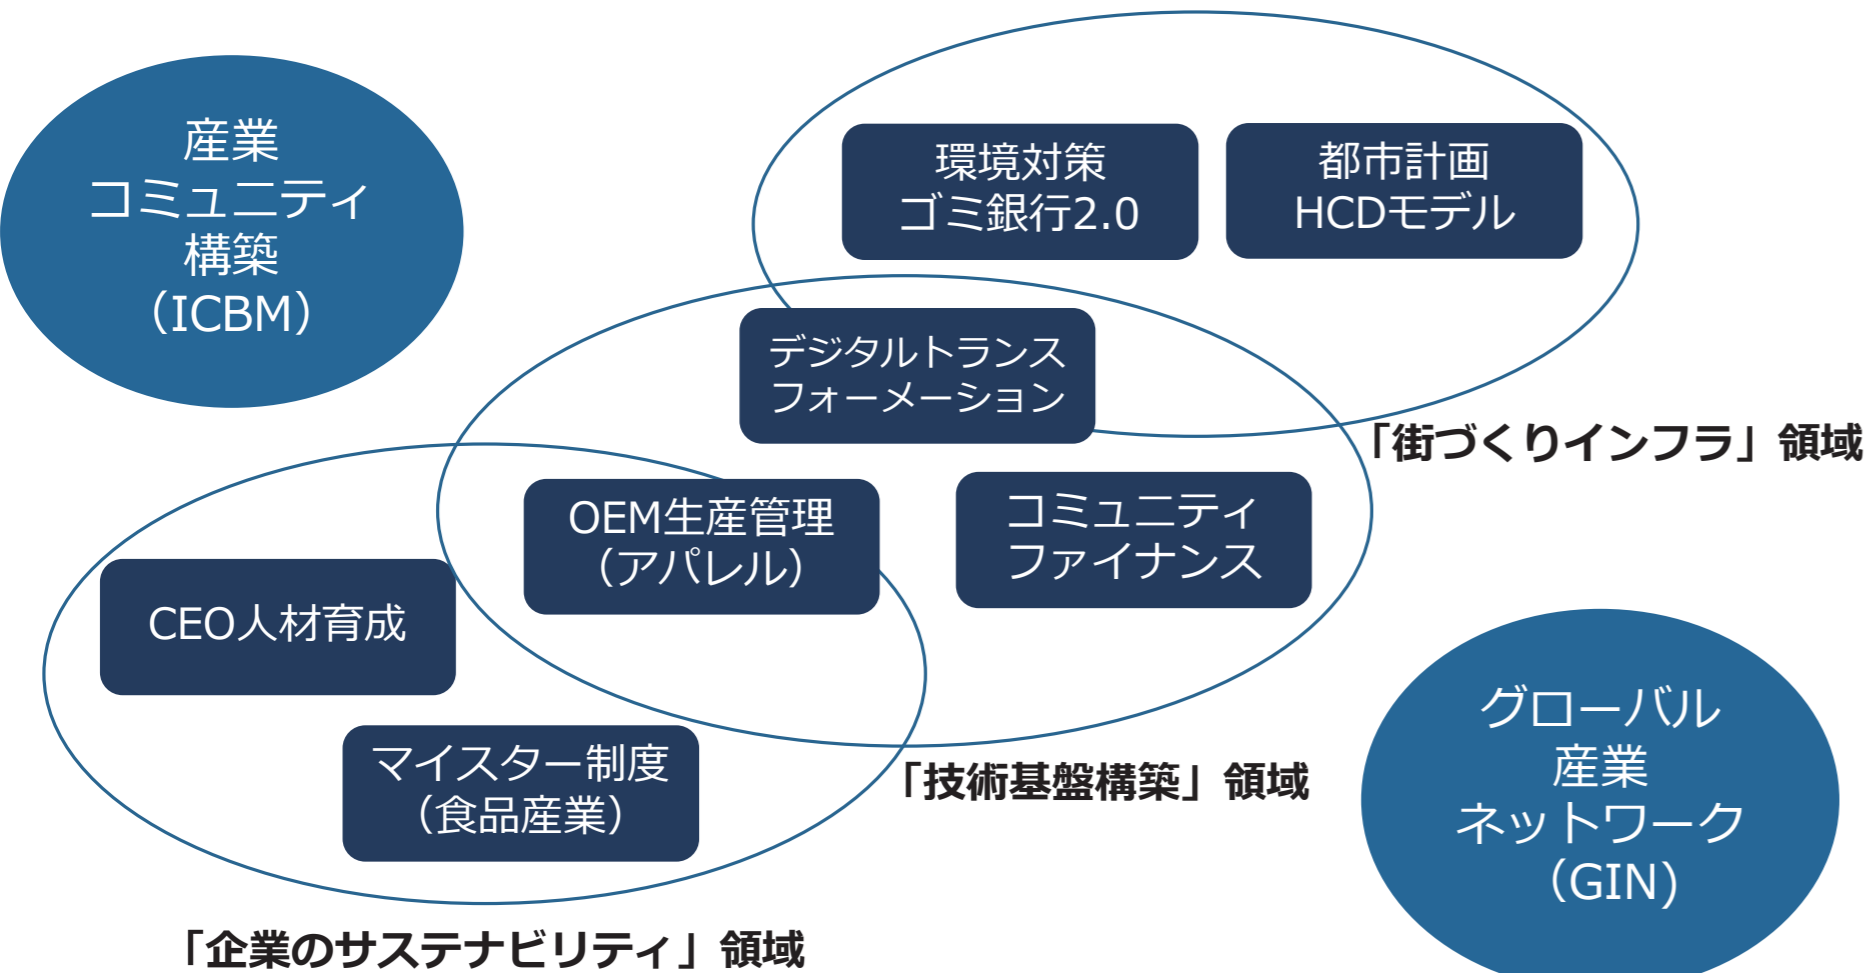 産業
コミュニティ
構築
（ICBM）
環境対策
ゴミ銀行2.0
都市計画
HCDモデル
デジタルトランス
フォーメーション
「街づくりインフラ」領域
OEM生産管理
（アパレル）
コミュニティ
ファイナンス
CEO人材育成
マイスター制度
（食品産業）
「技術基盤構築」領域
グローバル
産業
ネットワーク
（GIN)
「企業のサステナビリティ」領域